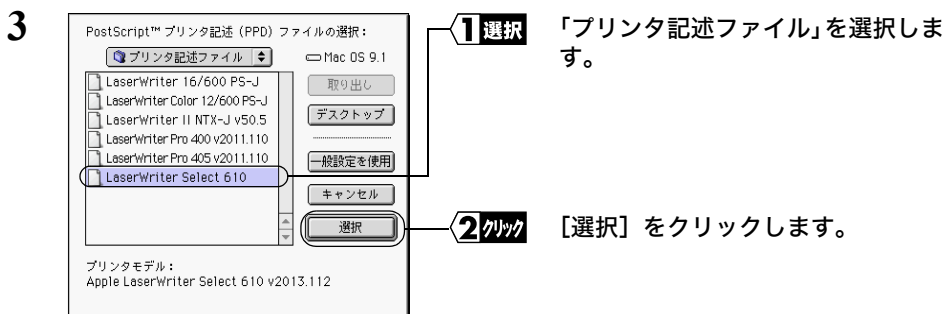 3
PostScript™ プリンタ記述 (PPD) ファイルの選択:
プリンタ記述ファイル
Mac OS 9.1
LaserWriter 16/600 PS-J
LaserWriter Color 12/600 PS-J
LaserWriter II NTX-J v50.5
LaserWriter Pro 400 v2011.110
LaserWriter Pro 405 v2011.110
LaserWriter Select 610
取り出し
デスクトップ
一般設定を使用
キャンセル
選択
プリンタモデル:
Apple LaserWriter Select 610 v2013.112
1 選択
「プリンタ記述ファイル」を選択しま
す。
2 クリック
[選択] をクリックします。